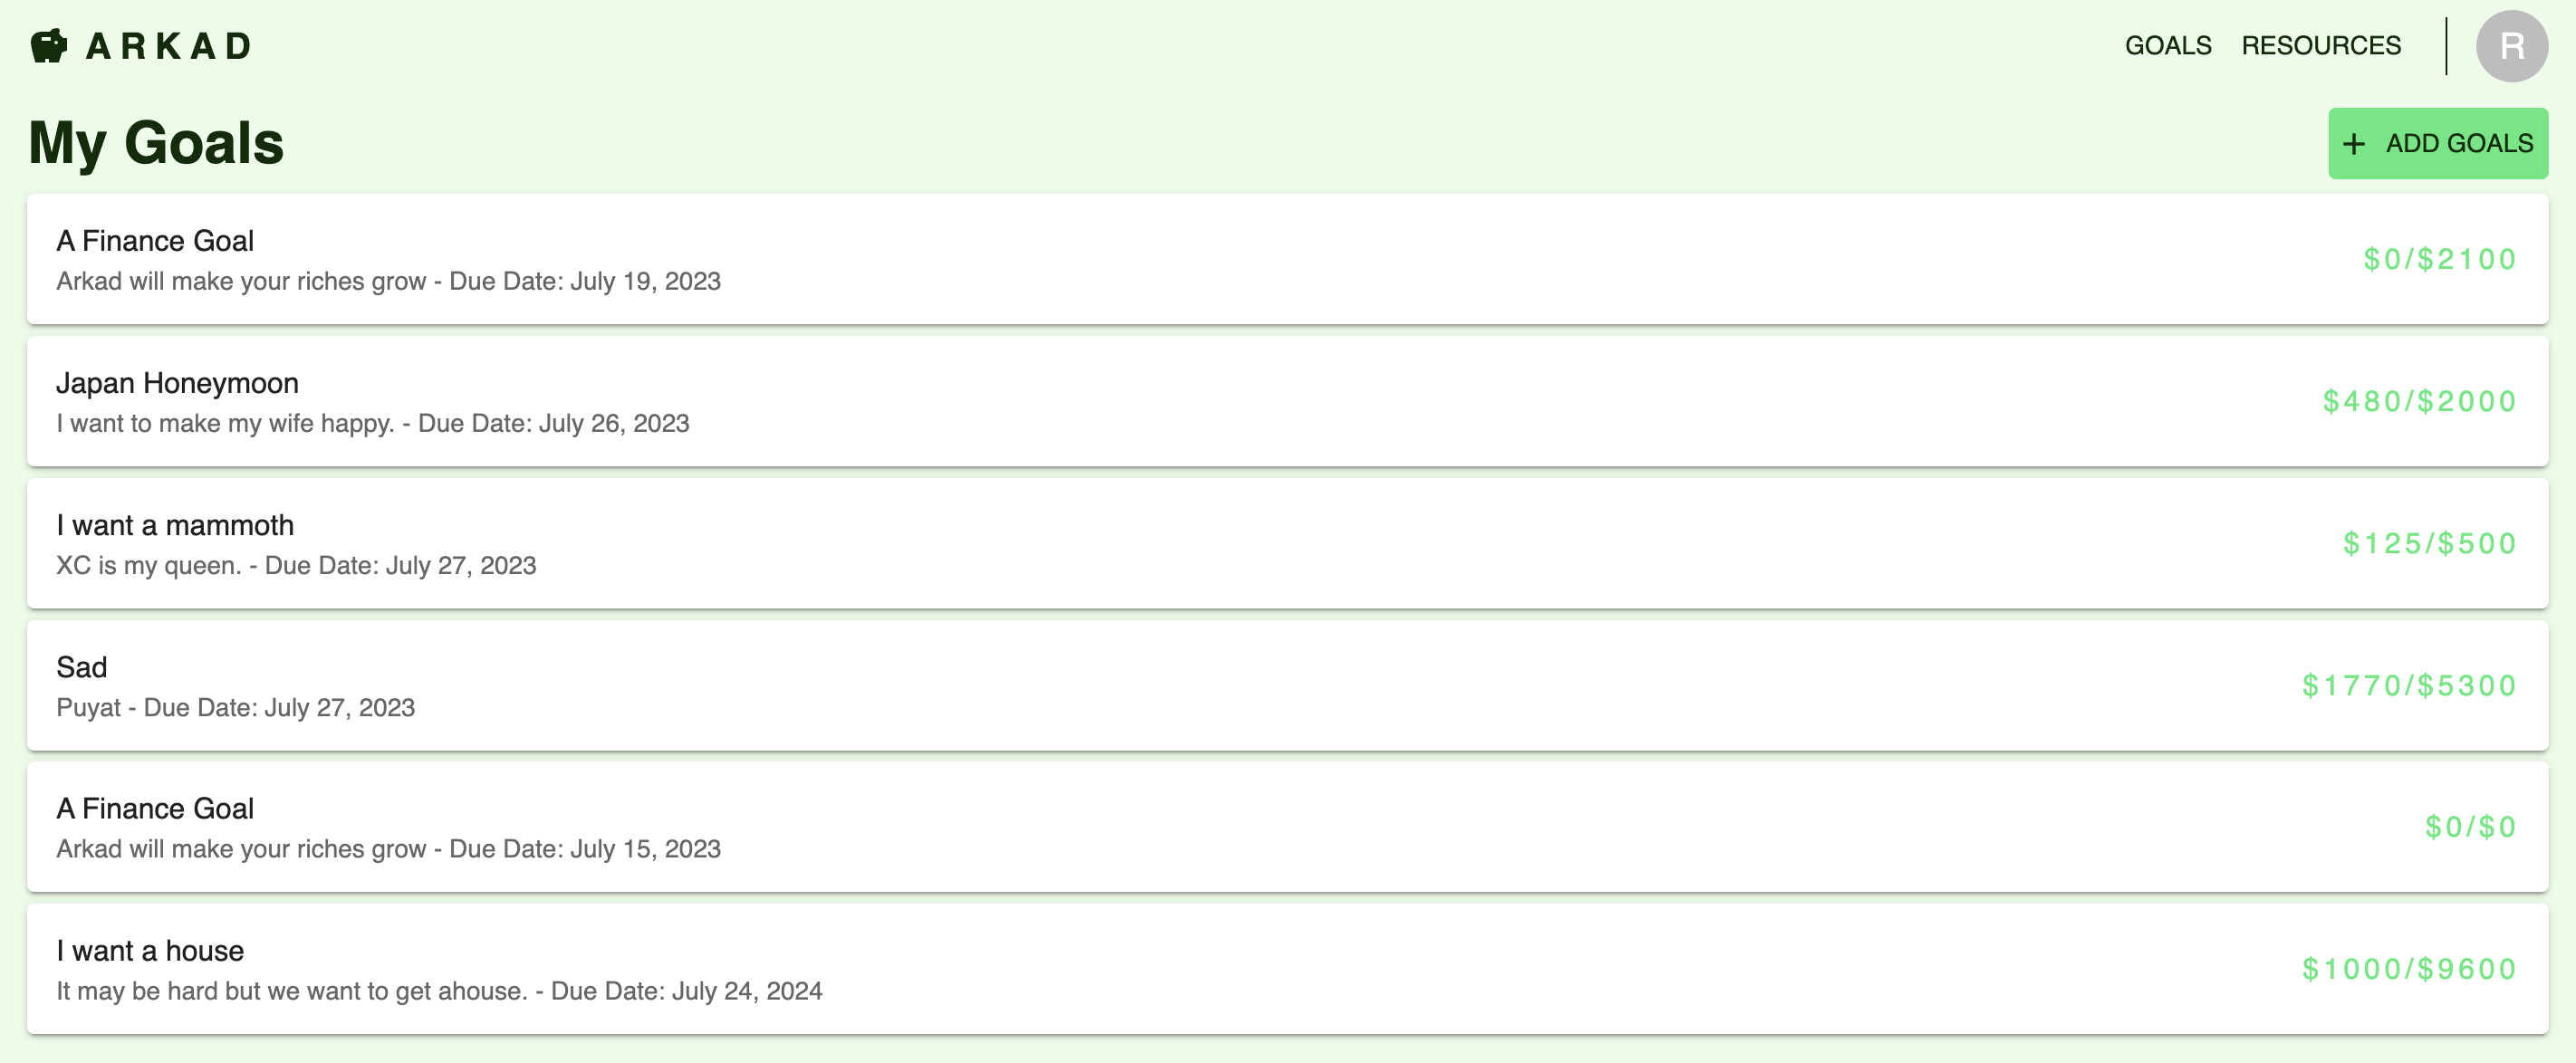 ARKAD
GOALS RESOURCES
R
My Goals
+ ADD GOALS
A Finance Goal
Arkad will make your riches grow - Due Date: July 19, 2023
$0/$2100
Japan Honeymoon
I want to make my wife happy. - Due Date: July 26, 2023
$480/$2000
I want a mammoth
XC is my queen. - Due Date: July 27, 2023
$125/$500
Sad
Puyat - Due Date: July 27, 2023
$1770/$5300
A Finance Goal
Arkad will make your riches grow - Due Date: July 15, 2023
$0/$0
I want a house
It may be hard but we want to get ahouse. - Due Date: July 24, 2024
$1000/$9600